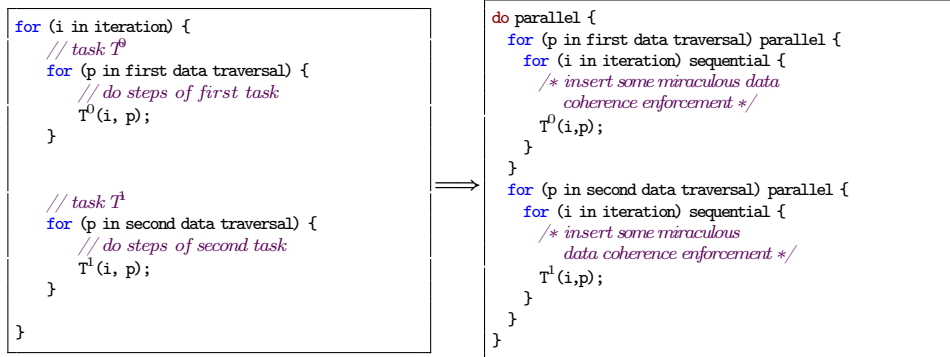 for (i in iteration) {
// task T⁰
for (p in first data traversal) {
// do steps of first task
T⁰(i, p);
}
// task T¹
for (p in second data traversal) {
// do steps of second task
T¹(i, p);
}
}
⟹
do parallel {
for (p in first data traversal) parallel {
for (i in iteration) sequential {
/* insert some miraculous data
coherence enforcement */
T⁰(i,p);
}
}
for (p in second data traversal) parallel {
for (i in iteration) sequential {
/* insert some miraculous
data coherence enforcement */
T¹(i,p);
}
}
}